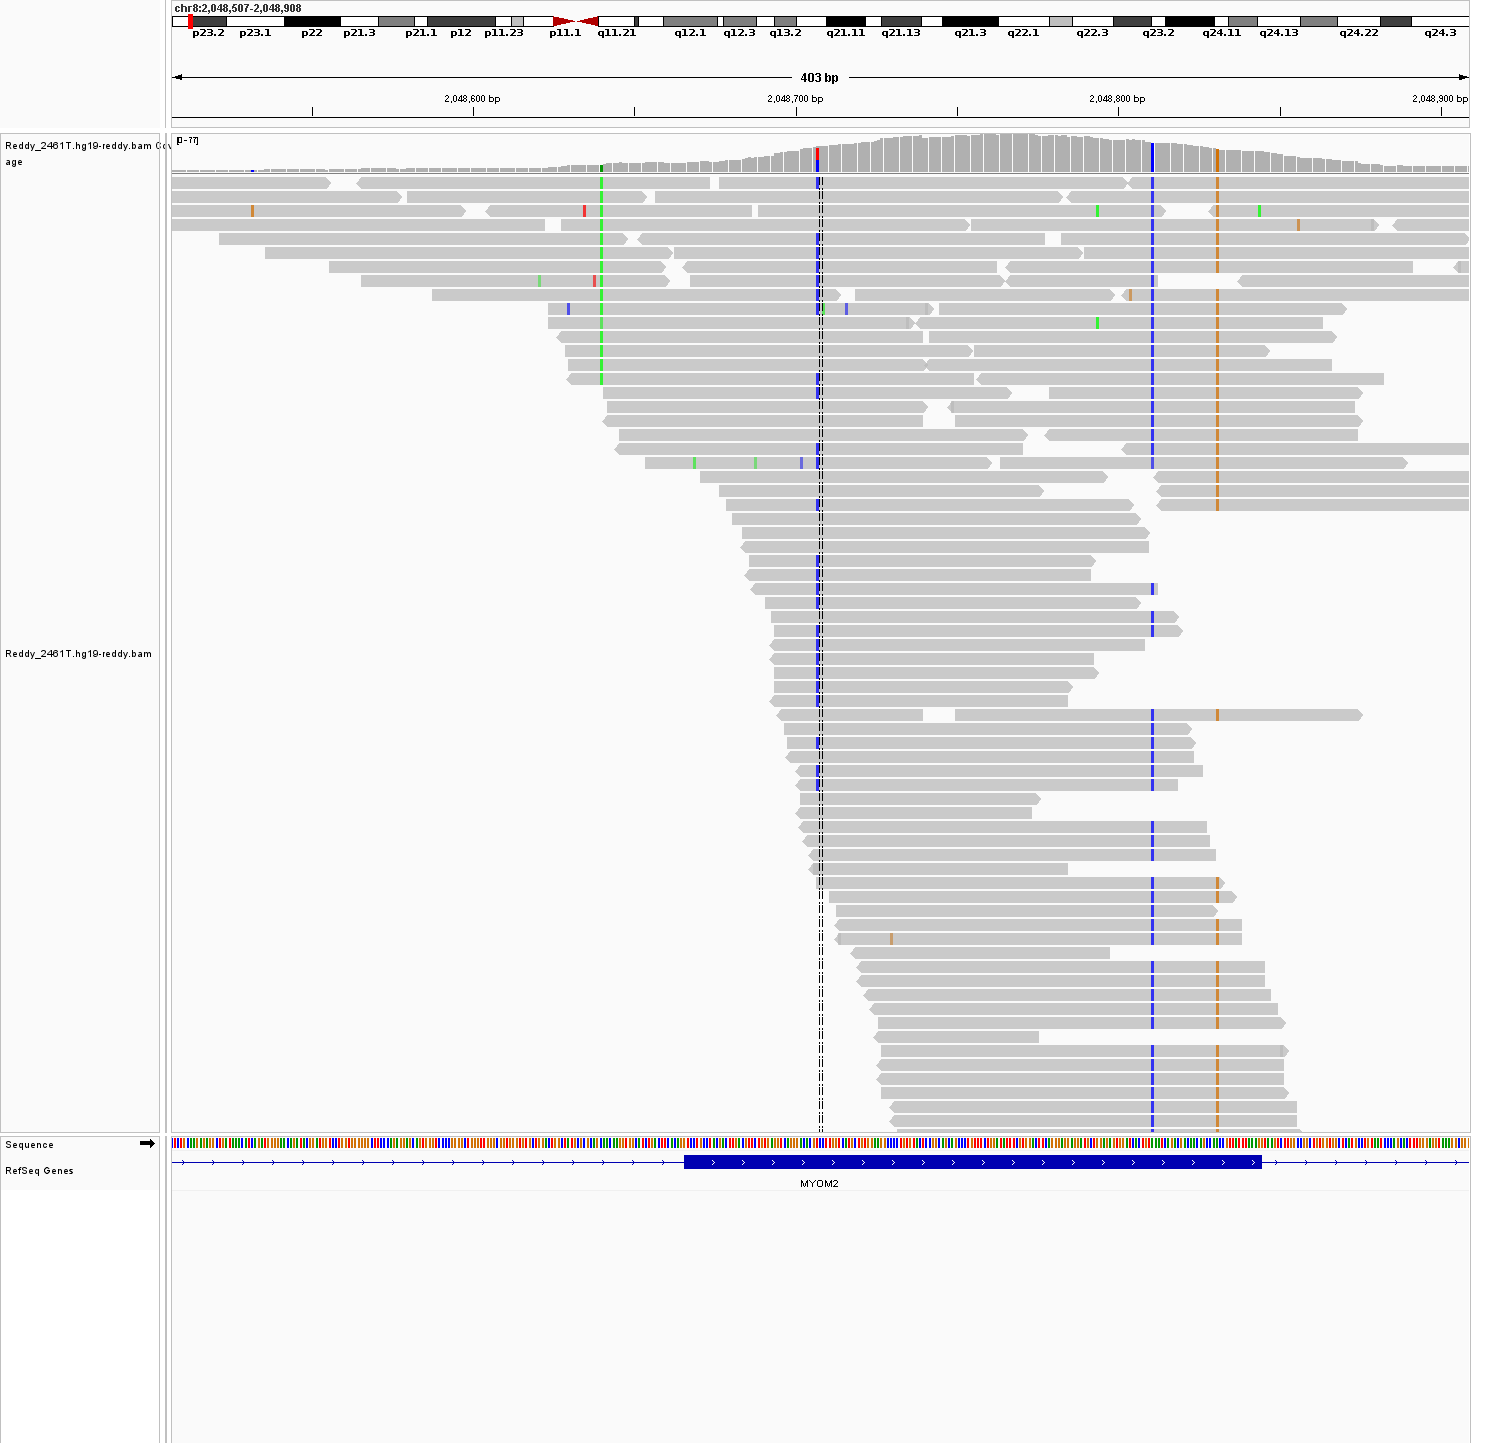 chr8:2,048,507-2,048,908
p23.2 p23.1 p22 p21.3 p21.1 p12 p11.23 p11.1 q11.21 q12.1 q12.3 q13.2 q21.11 q21.13 q21.3 q22.1 q22.3 q23.2 q24.11 q24.13 q24.22 q24.3
403 bp
2,048,600 bp 2,048,700 bp 2,048,800 bp 2,048,900 bp
Reddy_2461T.hg19-reddy.bam Cov
age
[0-77]
Reddy_2461T.hg19-reddy.bam
Sequence
RefSeq Genes
MYOM2